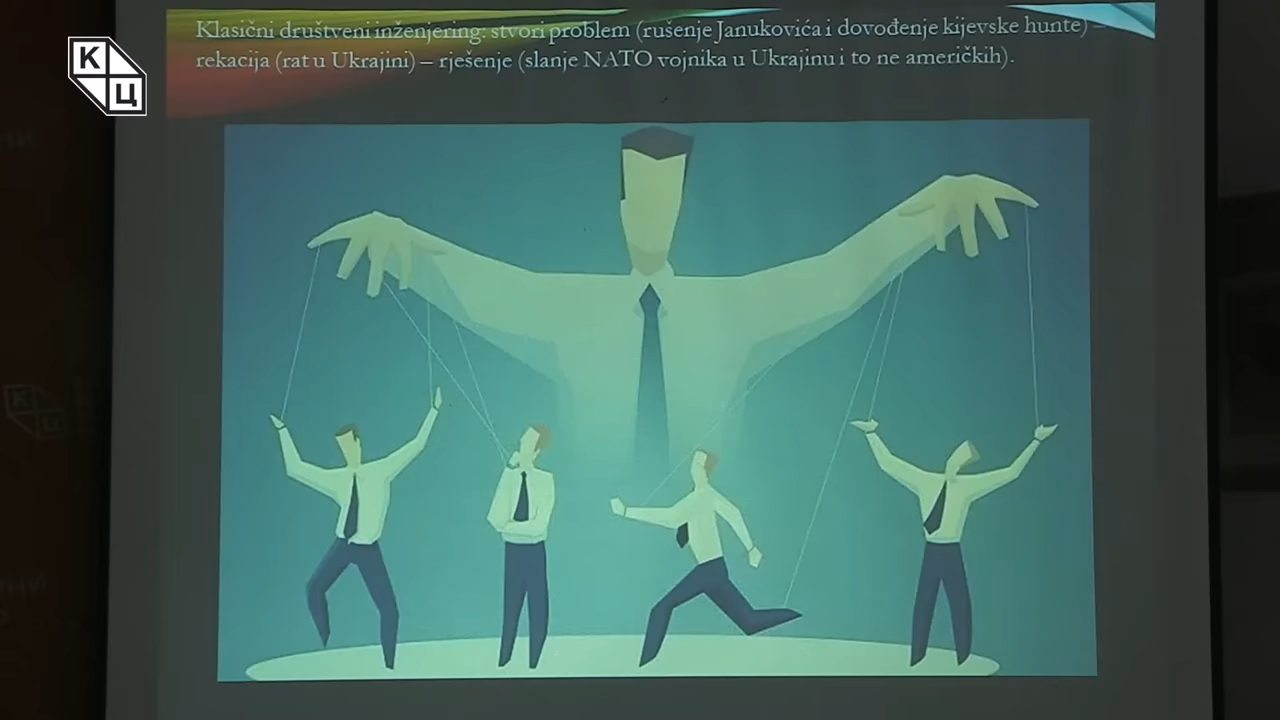 Klasični društveni inženjering: stvori problem (rušenje Janukovića i dovođenje kijevske hunte) –
rekacija (rat u Ukrajini) – rješenje (slanje NATO vojnika u Ukrajinu i to ne američkih).
К
Ц